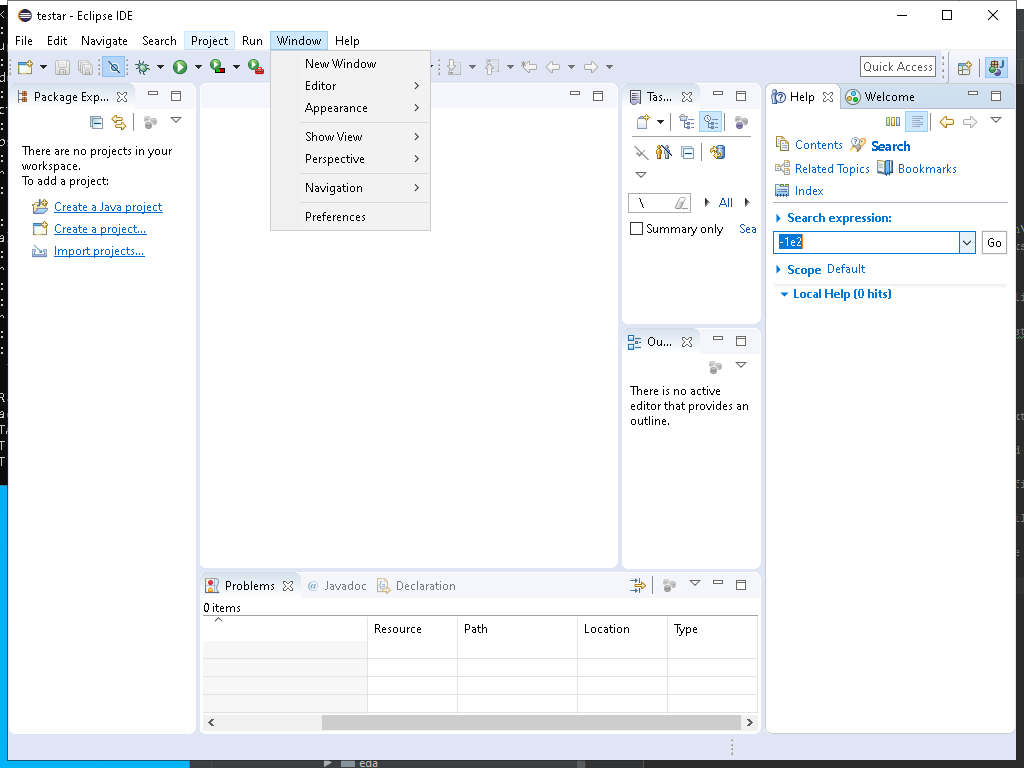 testar - Eclipse IDE
File Edit Navigate Search Project Run Window Help
New Window
Editor
Appearance
Show View
Perspective
Navigation
Preferences
Quick Access
Package Exp...
There are no projects in your
workspace.
To add a project:
Create a Java project
Create a project...
Import projects...
Tas...
\
All
Summary only Sea
Ou...
There is no active
editor that provides an
outline.
Help Welcome
Contents Search
Related Topics Bookmarks
Index
Search expression:
-1e2
Go
Scope Default
Local Help (0 hits)
Problems @ Javadoc Declaration
0 items
Resource Path Location Type
eda